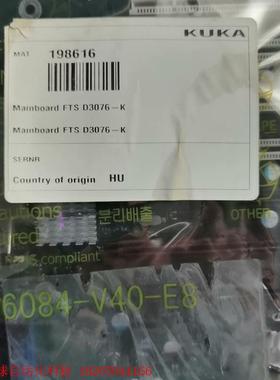 KUKA
MAT. 198616
Mainboard FTS D3076-K
Mainboard FTS D3076-K
SERNR
Country of origin HU
분리배출
OTHER
compliant
6084-V40-E8